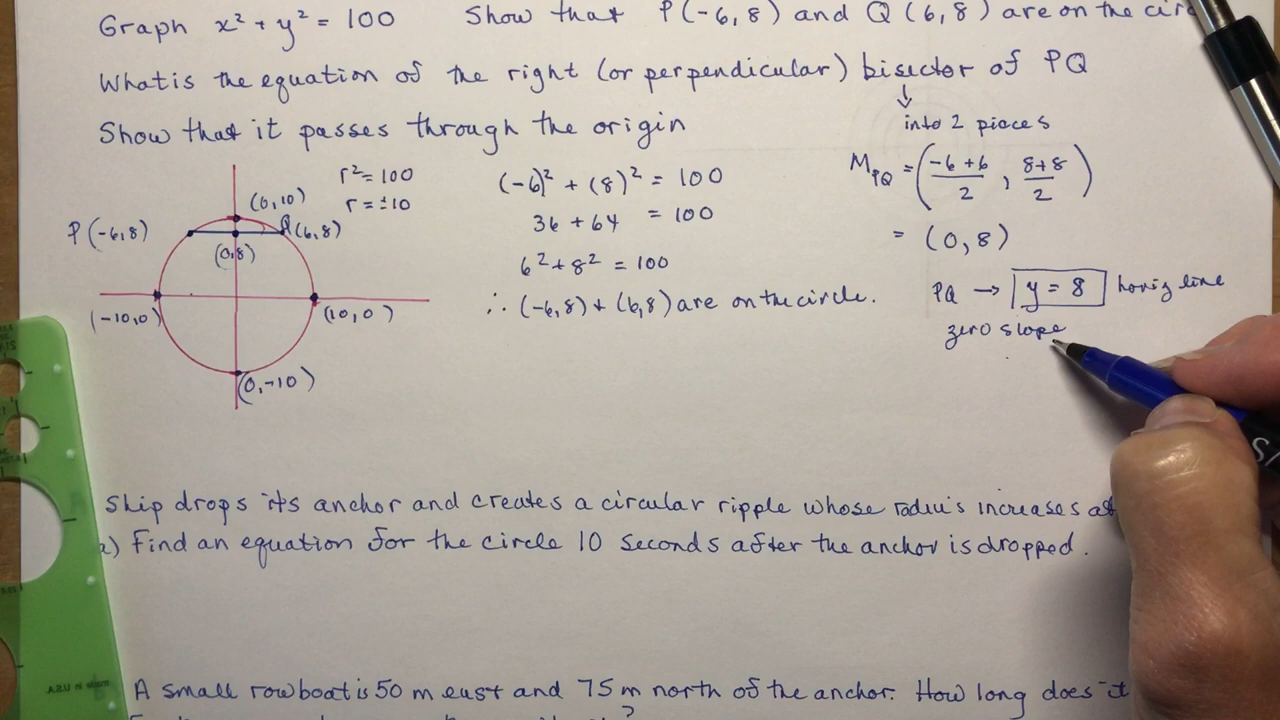 Graph x² + y² = 100 Show that P(-6,8) and Q(6,8) are on the
What is the equation of the right (or perpendicular) bisector of PQ
↓
into 2 pieces
Show that it passes through the origin
r² = 100
r = ±10
(0,10)
P(-6,8)
Q(6,8)
(0,8)
(-10,0)
(10,0)
(0,-10)
(-6)² + (8)² = 100
36 + 64 = 100
6² + 8² = 100
∴ (-6,8) + (6,8) are on the circle.
M_PQ = (-6+6/2, 8+8/2)
= (0,8)
PQ → y = 8 horiz line
zero slope
Ship drops its anchor and creates a circular ripple whose radius increases at
a) Find an equation for the circle 10 seconds after the anchor is dropped.
A small rowboat is 50 m east and 75 m north of the anchor. How long does it
MADE IN U.S.A.